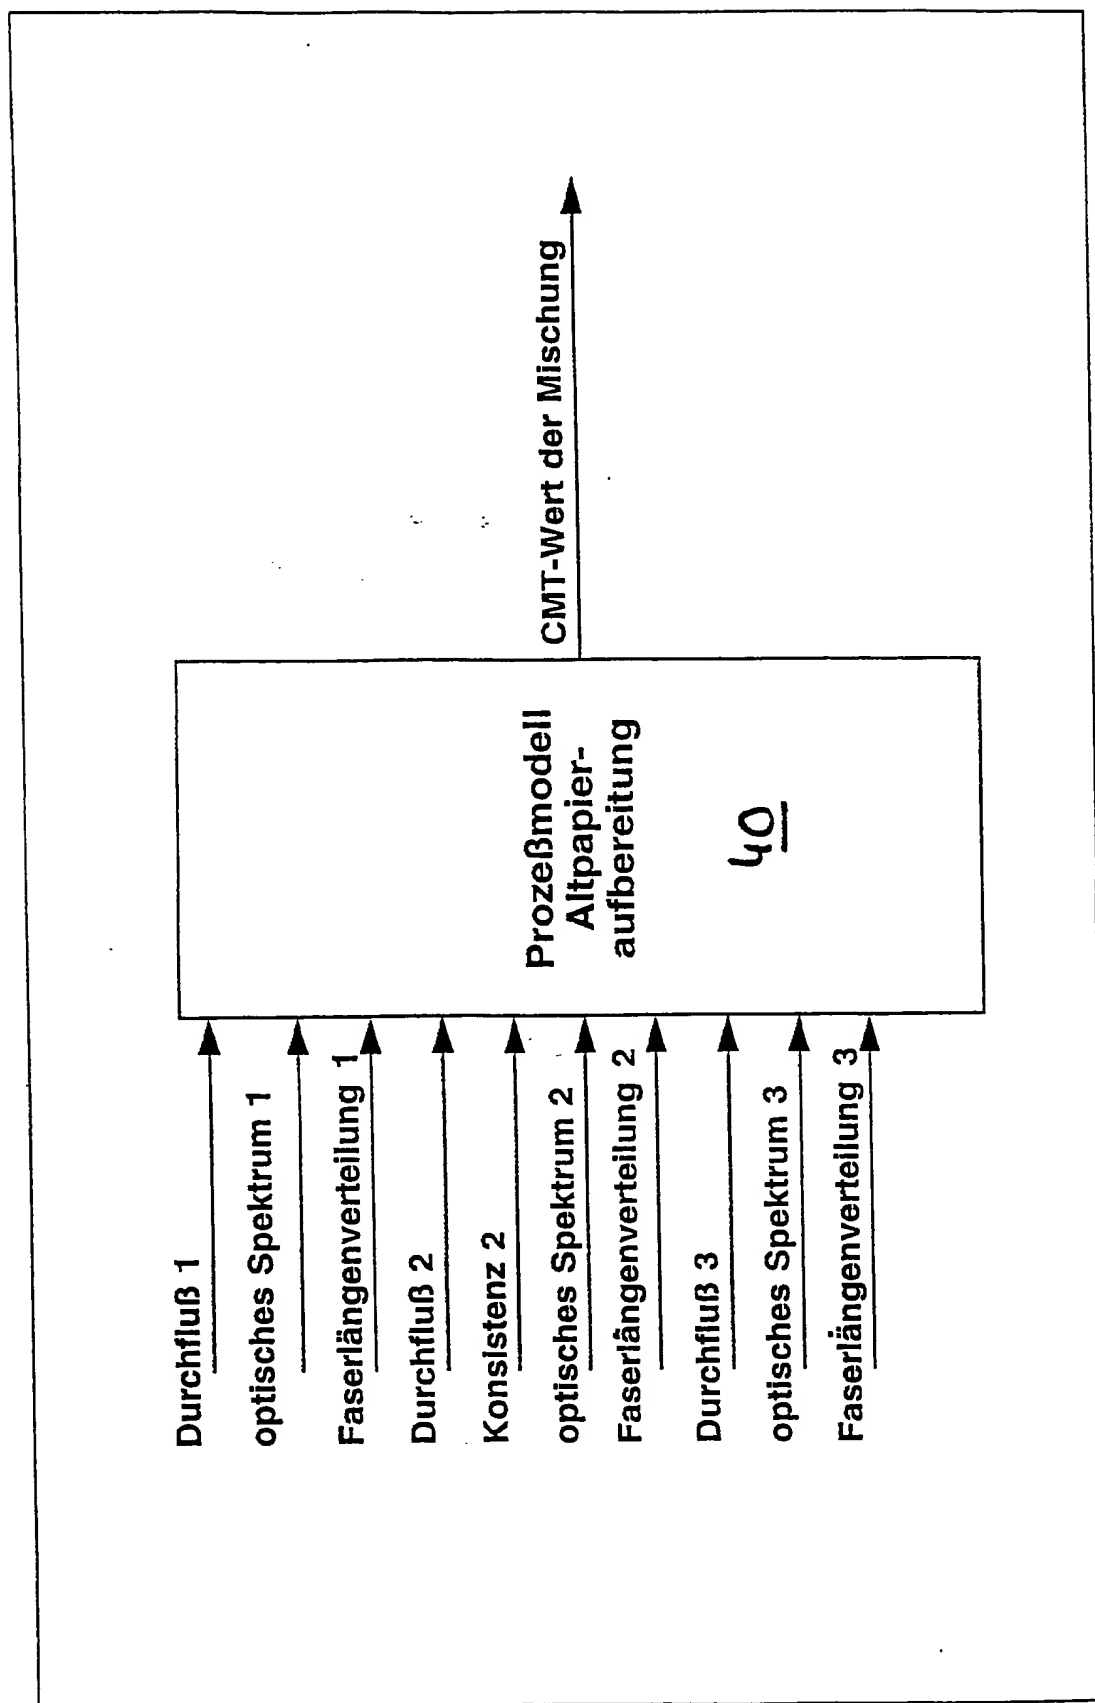 Durchfluß 1
optisches Spektrum 1
Faserlängenverteilung 1
Durchfluß 2
Konsistenz 2
optisches Spektrum 2
Faserlängenverteilung 2
Durchfluß 3
optisches Spektrum 3
Faserlängenverteilung 3
Prozeßmodell
Altpapier-
aufbereitung
40
CMT-Wert der Mischung